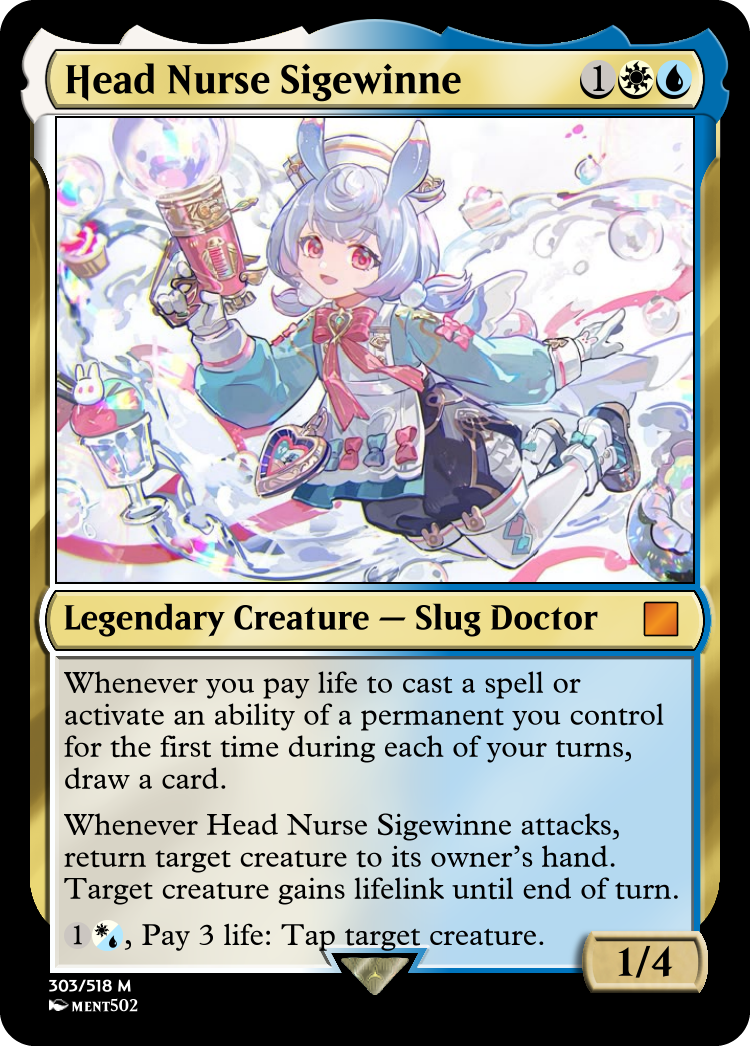 Head Nurse Sigewinne 1
Legendary Creature — Slug Doctor
Whenever you pay life to cast a spell or
activate an ability of a permanent you control
for the first time during each of your turns,
draw a card.
Whenever Head Nurse Sigewinne attacks,
return target creature to its owner's hand.
Target creature gains lifelink until end of turn.
1 , Pay 3 life: Tap target creature.
1/4
303/518 M
MENT502